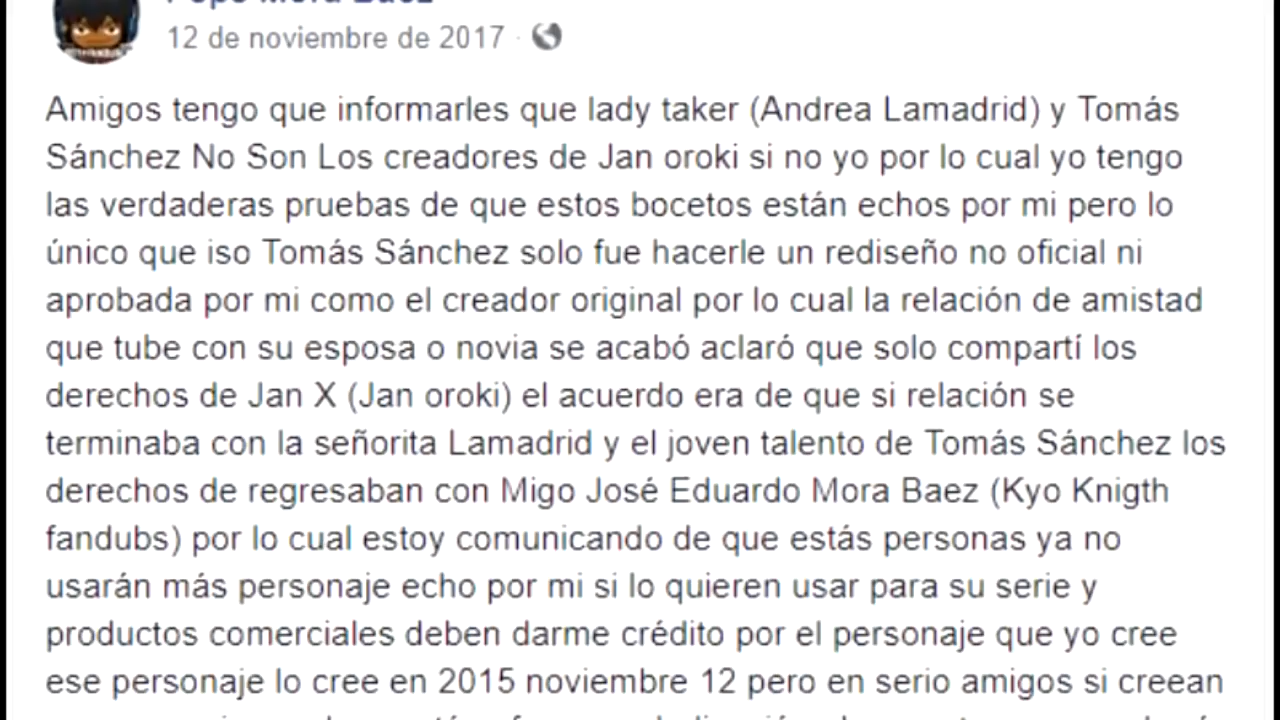 12 de noviembre de 2017 ·
Amigos tengo que informarles que lady taker (Andrea Lamadrid) y Tomás
Sánchez No Son Los creadores de Jan oroki si no yo por lo cual yo tengo
las verdaderas pruebas de que estos bocetos están echos por mi pero lo
único que iso Tomás Sánchez solo fue hacerle un rediseño no oficial ni
aprobada por mi como el creador original por lo cual la relación de amistad
que tube con su esposa o novia se acabó aclaró que solo compartí los
derechos de Jan X (Jan oroki) el acuerdo era de que si relación se
terminaba con la señorita Lamadrid y el joven talento de Tomás Sánchez los
derechos de regresaban con Migo José Eduardo Mora Baez (Kyo Knigth
fandubs) por lo cual estoy comunicando de que estás personas ya no
usarán más personaje echo por mi si lo quieren usar para su serie y
productos comerciales deben darme crédito por el personaje que yo cree
ese personaje lo cree en 2015 noviembre 12 pero en serio amigos si creean